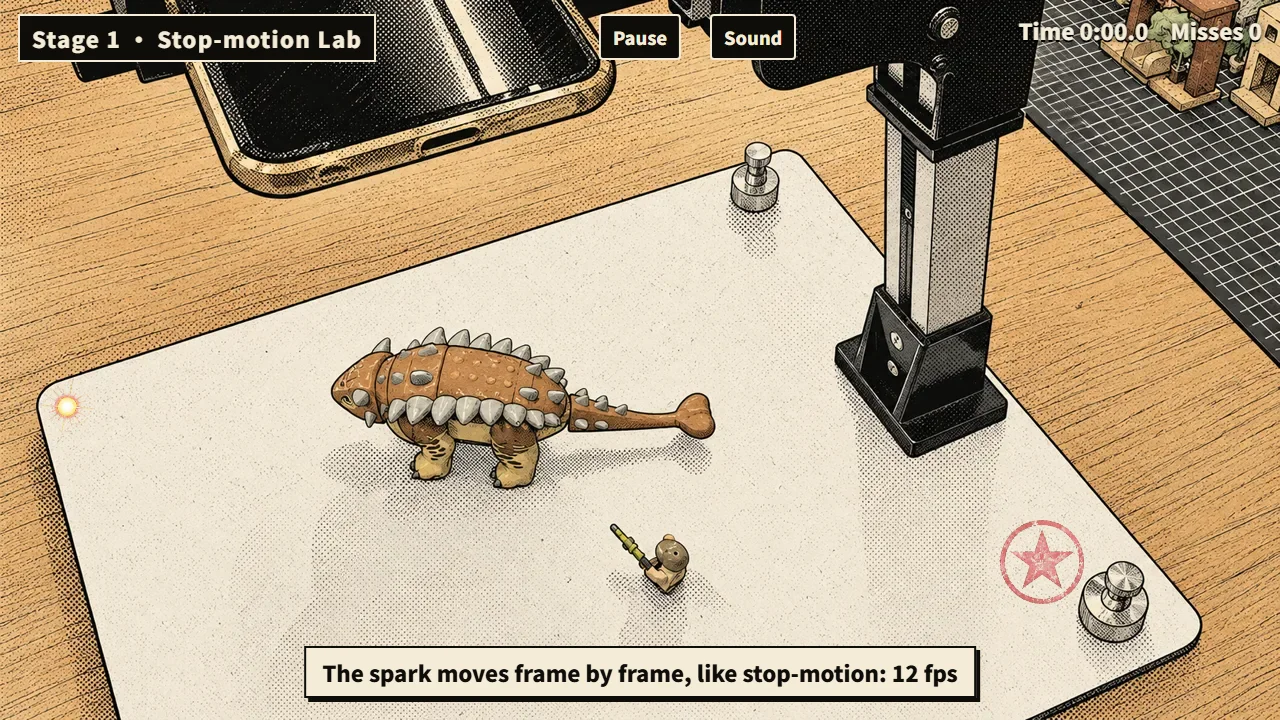 Stage 1 • Stop-motion Lab
Pause
Sound
Time 0:00.0 Misses 0
The spark moves frame by frame, like stop-motion: 12 fps